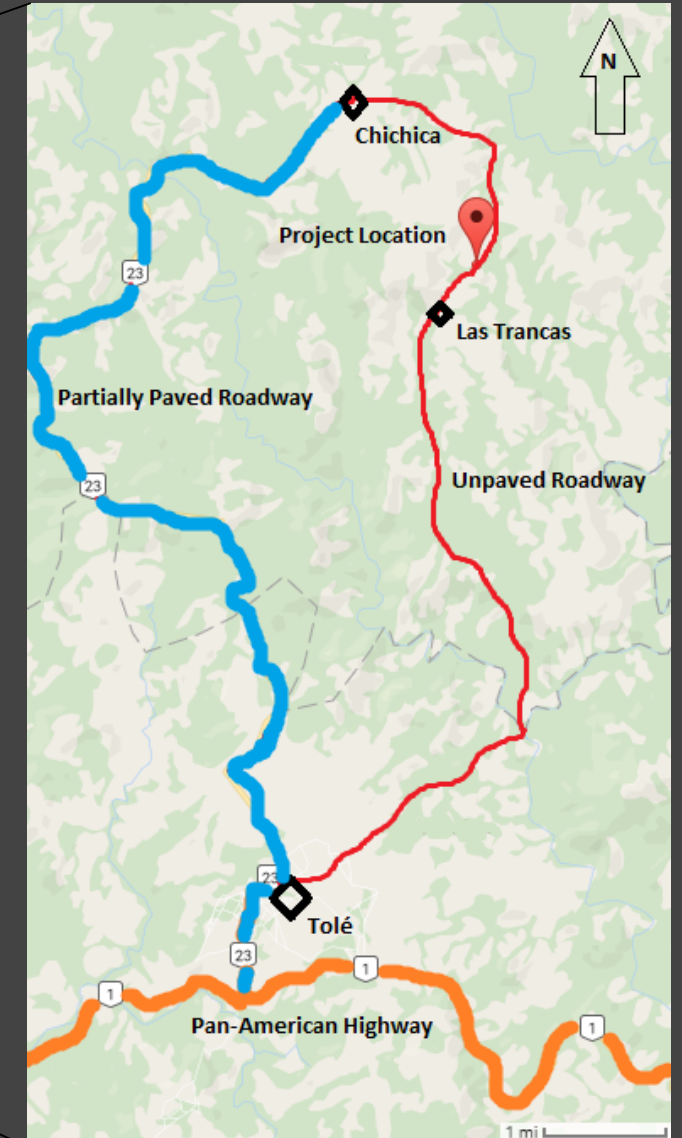 N
Chichica
Project Location
23
Las Trancas
Partially Paved Roadway
Unpaved Roadway
23
23
Tolé
23
1
1
Pan-American Highway
1
1 mi